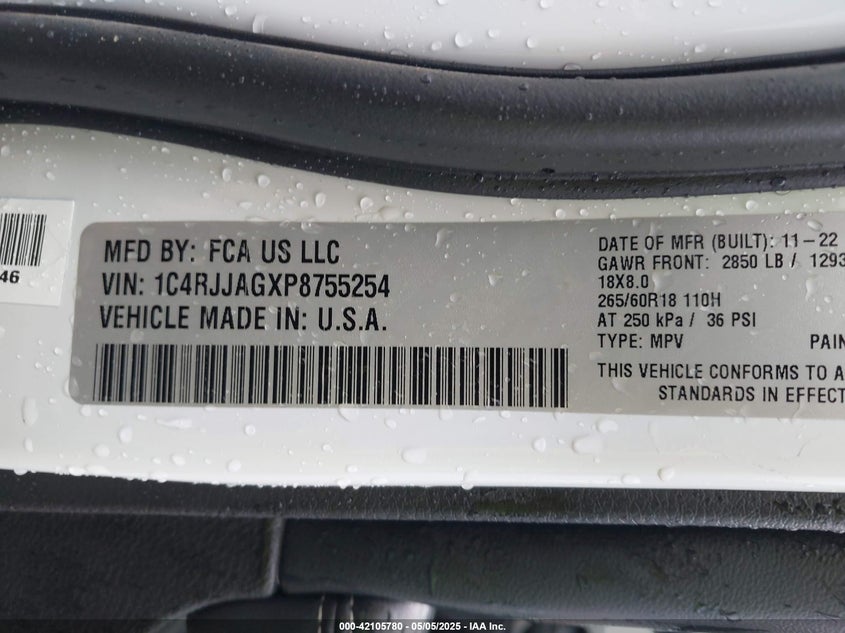 46
MFD BY: FCA US LLC
VIN: 1C4RJJAGXP8755254
VEHICLE MADE IN: U.S.A.
DATE OF MFR (BUILT): 11-22
GAWR FRONT: 2850 LB / 1293
18X8.0
265/60R18 110H
AT 250 kPa / 36 PSI
TYPE: MPV PAIN
THIS VEHICLE CONFORMS TO A
STANDARDS IN EFFECT
000-42105780 - 05/05/2025 - IAA Inc.